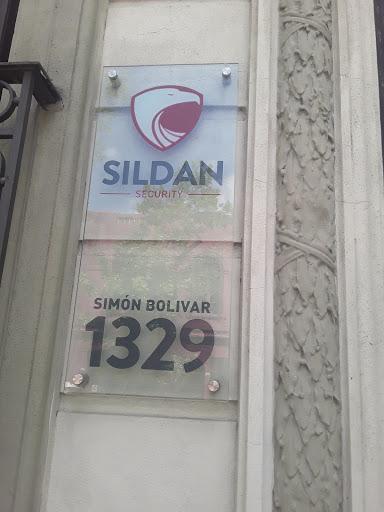 SILDAN
SECURITY
SIMÓN BOLIVAR
1329